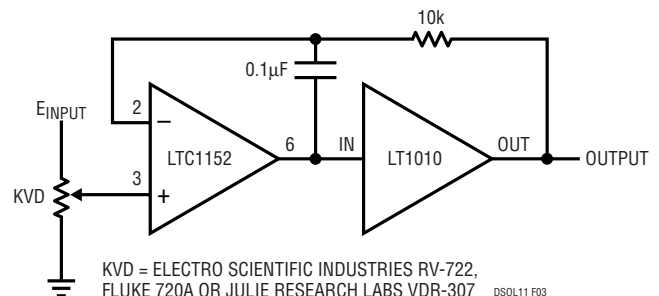 10k
0.1µF
E_INPUT
2
−
LTC1152
6
IN
LT1010
OUT
OUTPUT
KVD
3
+
KVD = ELECTRO SCIENTIFIC INDUSTRIES RV-722,
FLUKE 720A OR JULIE RESEARCH LABS VDR-307
DSOL11 F03